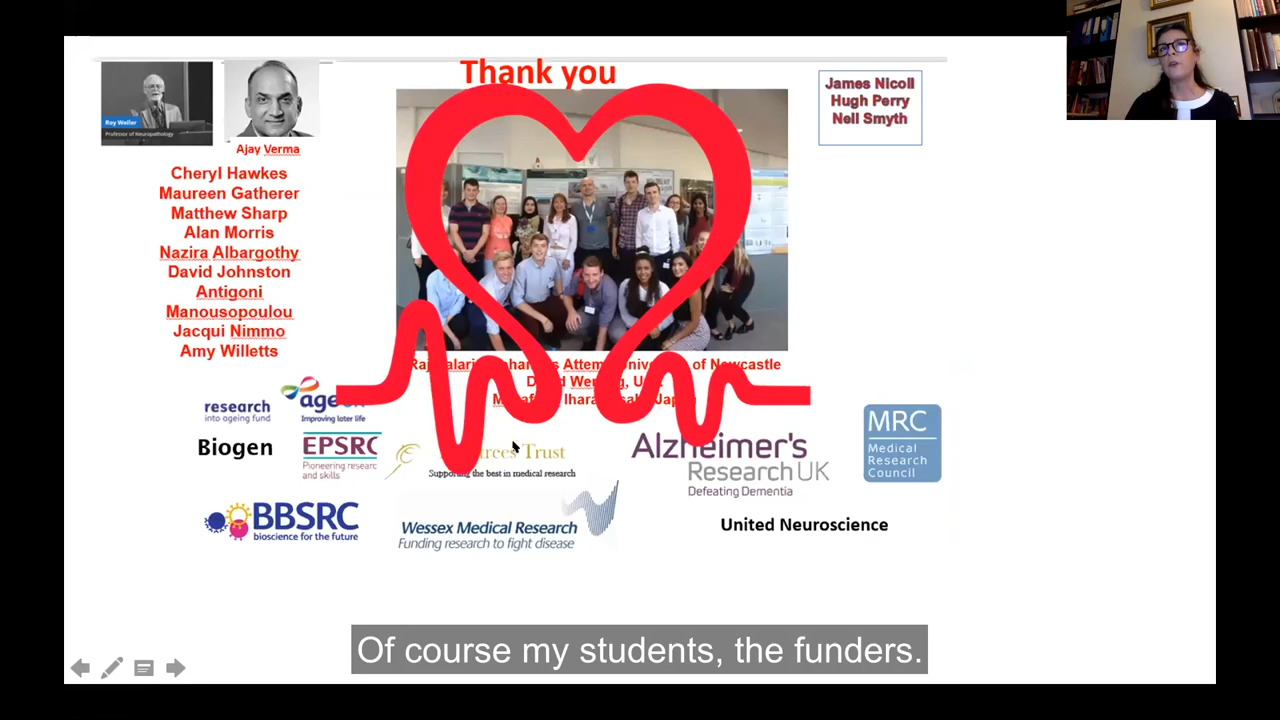 Thank you
Roy Weller
Professor of Neuropathology
Ajay Verma
Cheryl Hawkes
Maureen Gatherer
Matthew Sharp
Alan Morris
Nazira Albargothy
David Johnston
Antigoni
Manousopoulou
Jacqui Nimmo
Amy Willetts
James Nicoll
Hugh Perry
Neil Smyth
of Newcastle
research
into ageing fund
age
Improving later life
Biogen
EPSRC
Pioneering research
and skills
Trust
Supporting the best in medical research
Alzheimer's
Research UK
Defeating Dementia
MRC
Medical
Research
Council
BBSRC
bioscience for the future
Wessex Medical Research
Funding research to fight disease
United Neuroscience
Of course my students, the funders.